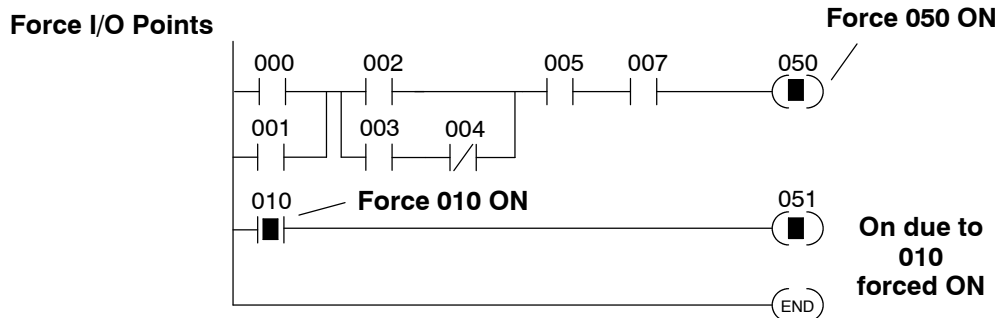 Force I/O Points
Force 050 ON
000 002 005 007 050
001 003 004
010 Force 010 ON 051
On due to
010
forced ON
END